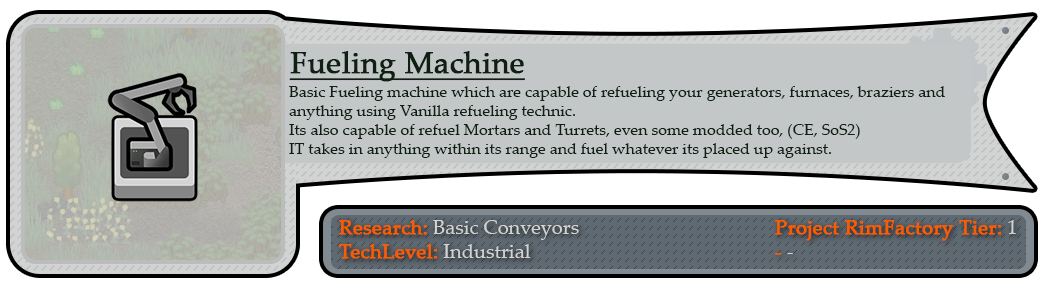 Fueling Machine
Basic Fueling machine which are capable of refueling your generators, furnaces, braziers and
anything using Vanilla refueling technic.
Its also capable of refuel Mortars and Turrets, even some modded too, (CE, SoS2)
IT takes in anything within its range and fuel whatever its placed up against.
Research: Basic Conveyors
TechLevel: Industrial
Project RimFactory Tier: 1
- -